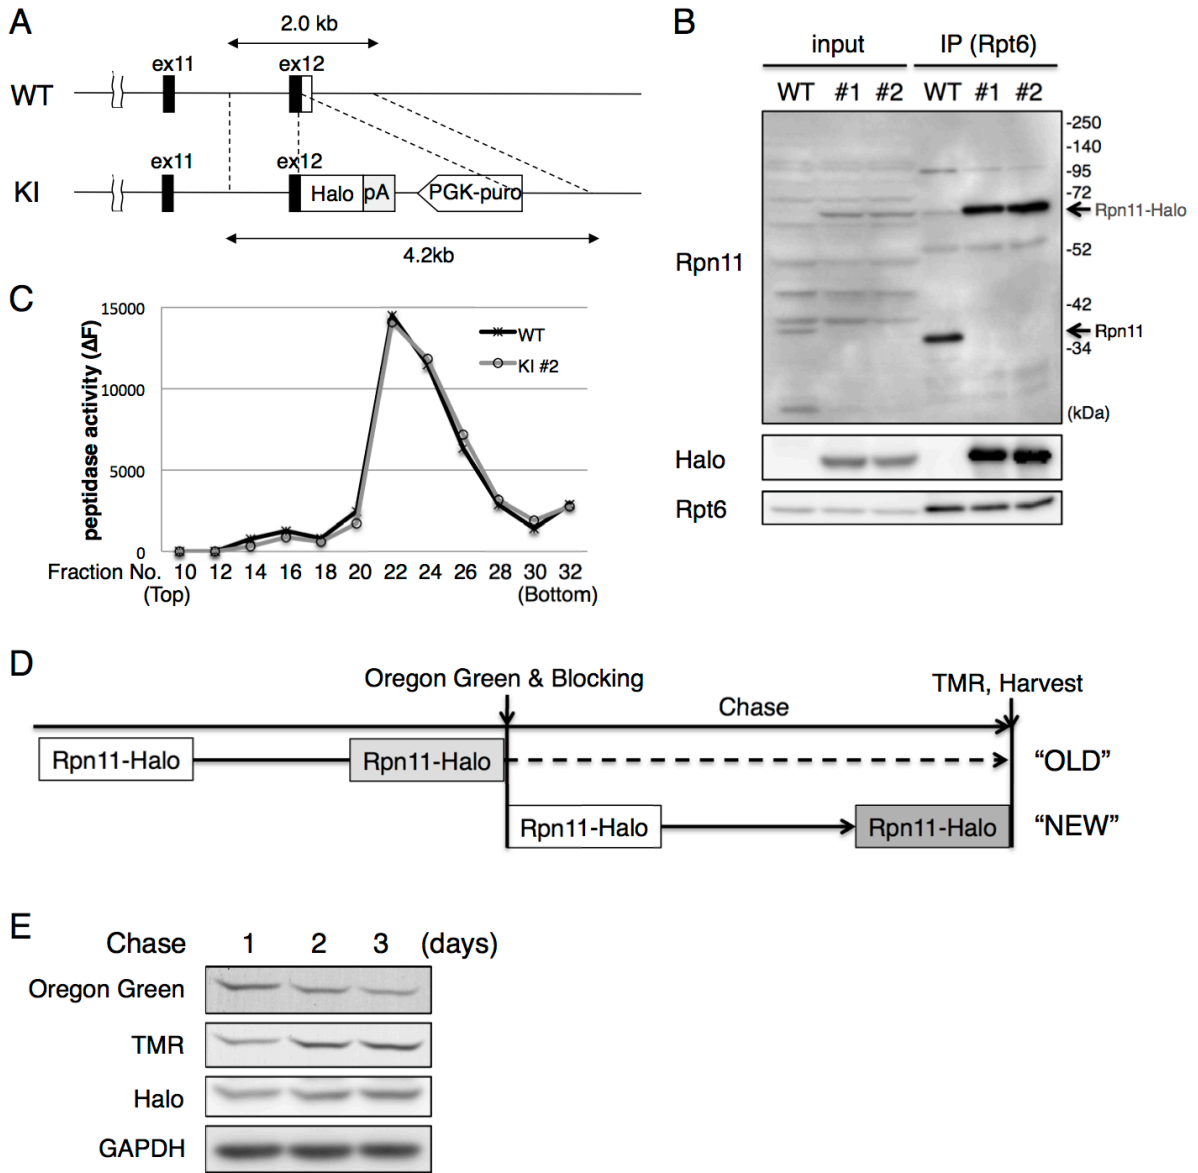 A
2.0 kb
ex11
ex12
WT
ex11
ex12
KI
Halo
pA
PGK-puro
4.2kb
B
input
IP (Rpt6)
WT #1 #2 WT #1 #2
-250
-140
-95
-72
Rpn11-Halo
-52
Rpn11
-42
Rpn11
-34
(kDa)
Halo
Rpt6
C
peptidase activity (ΔF)
15000
10000
5000
0
WT
KI #2
Fraction No. 10 12 14 16 18 20 22 24 26 28 30 32
(Top)
(Bottom)
D
Oregon Green & Blocking
TMR, Harvest
Chase
Rpn11-Halo
Rpn11-Halo
“OLD”
Rpn11-Halo
Rpn11-Halo
“NEW”
E
Chase 1 2 3 (days)
Oregon Green
TMR
Halo
GAPDH